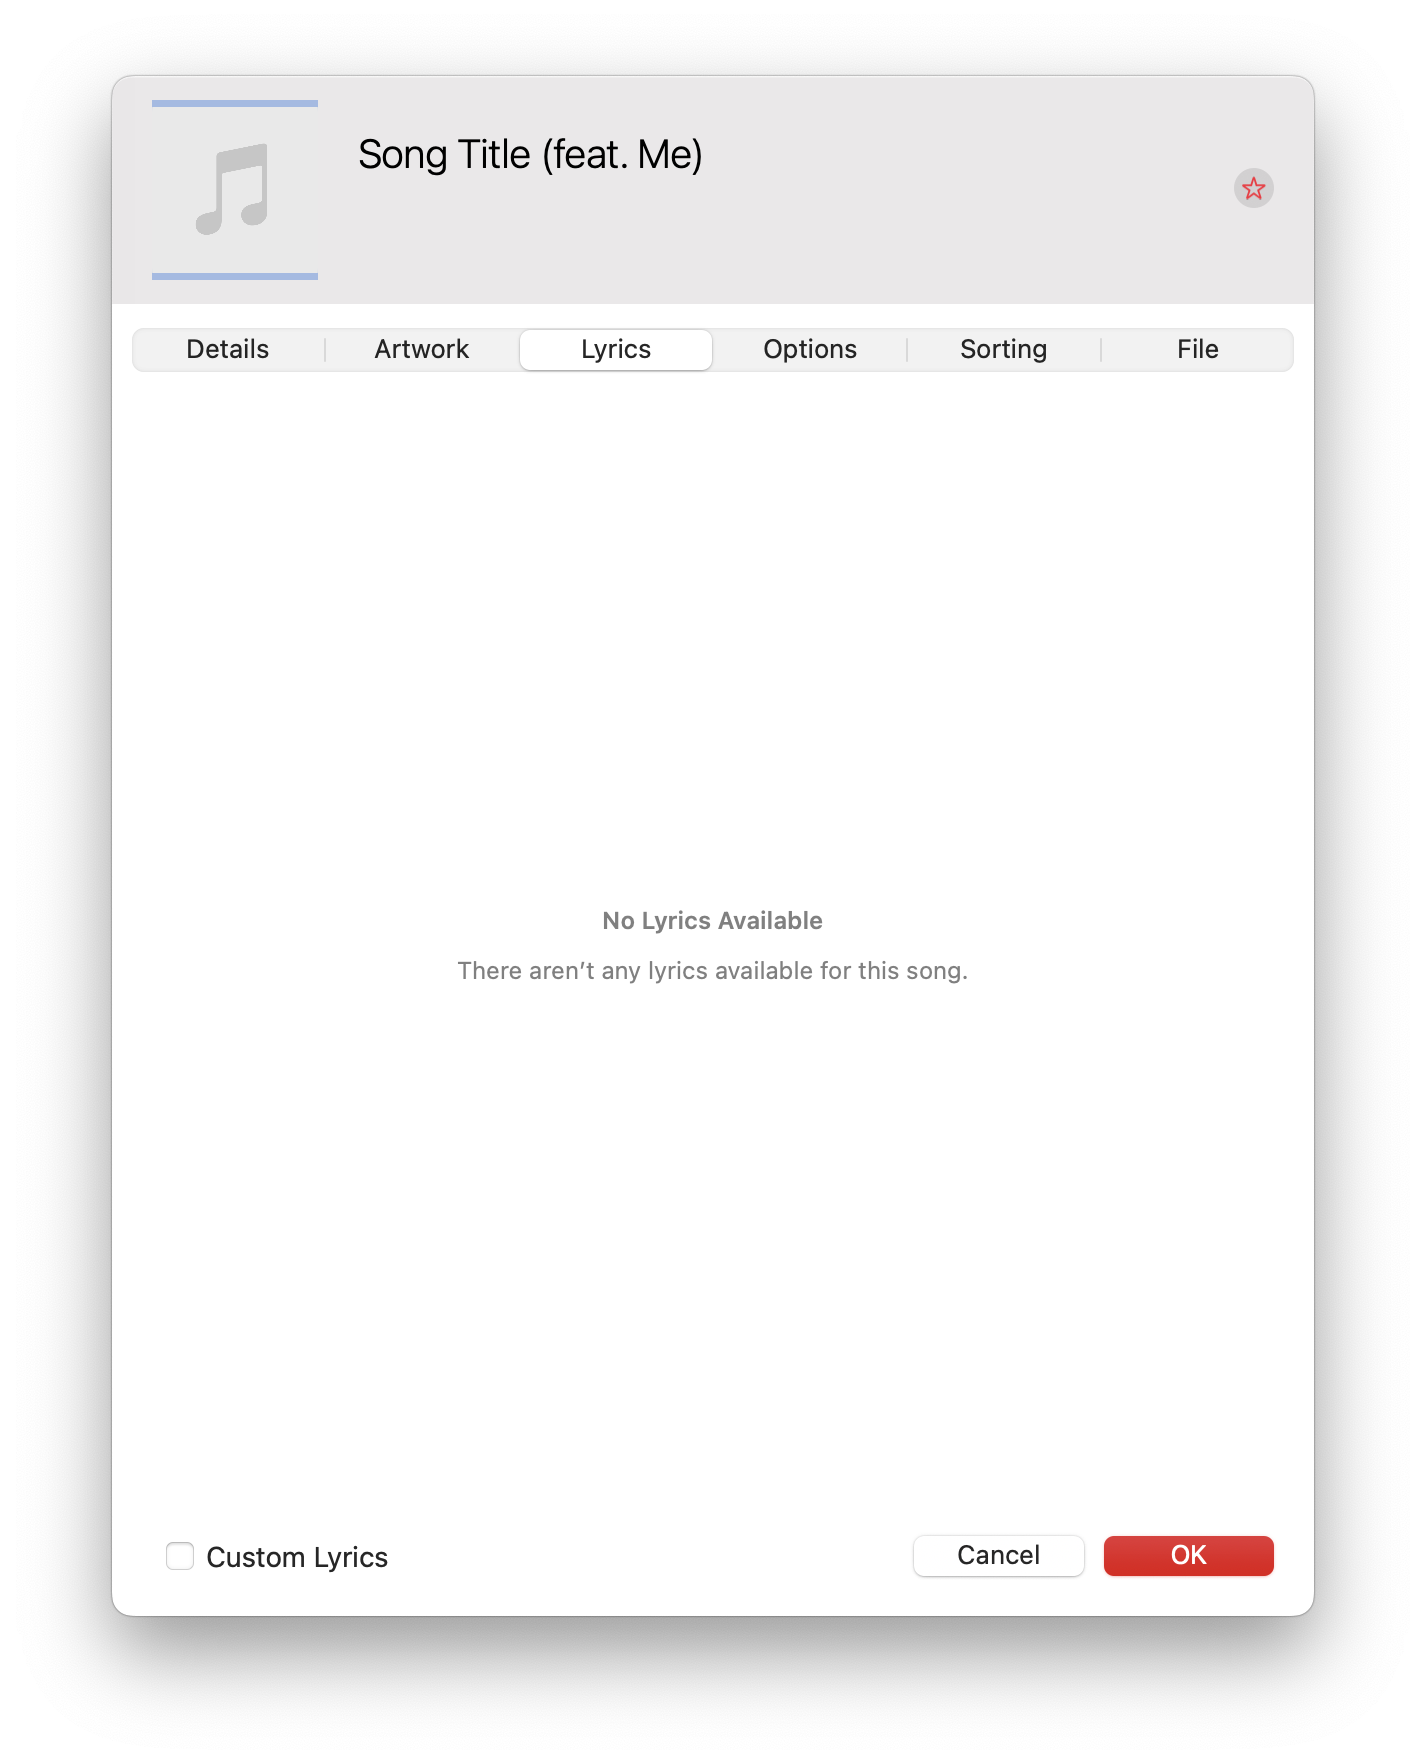 Song Title (feat. Me)
Details Artwork Lyrics Options Sorting File
No Lyrics Available
There aren’t any lyrics available for this song.
Custom Lyrics Cancel OK